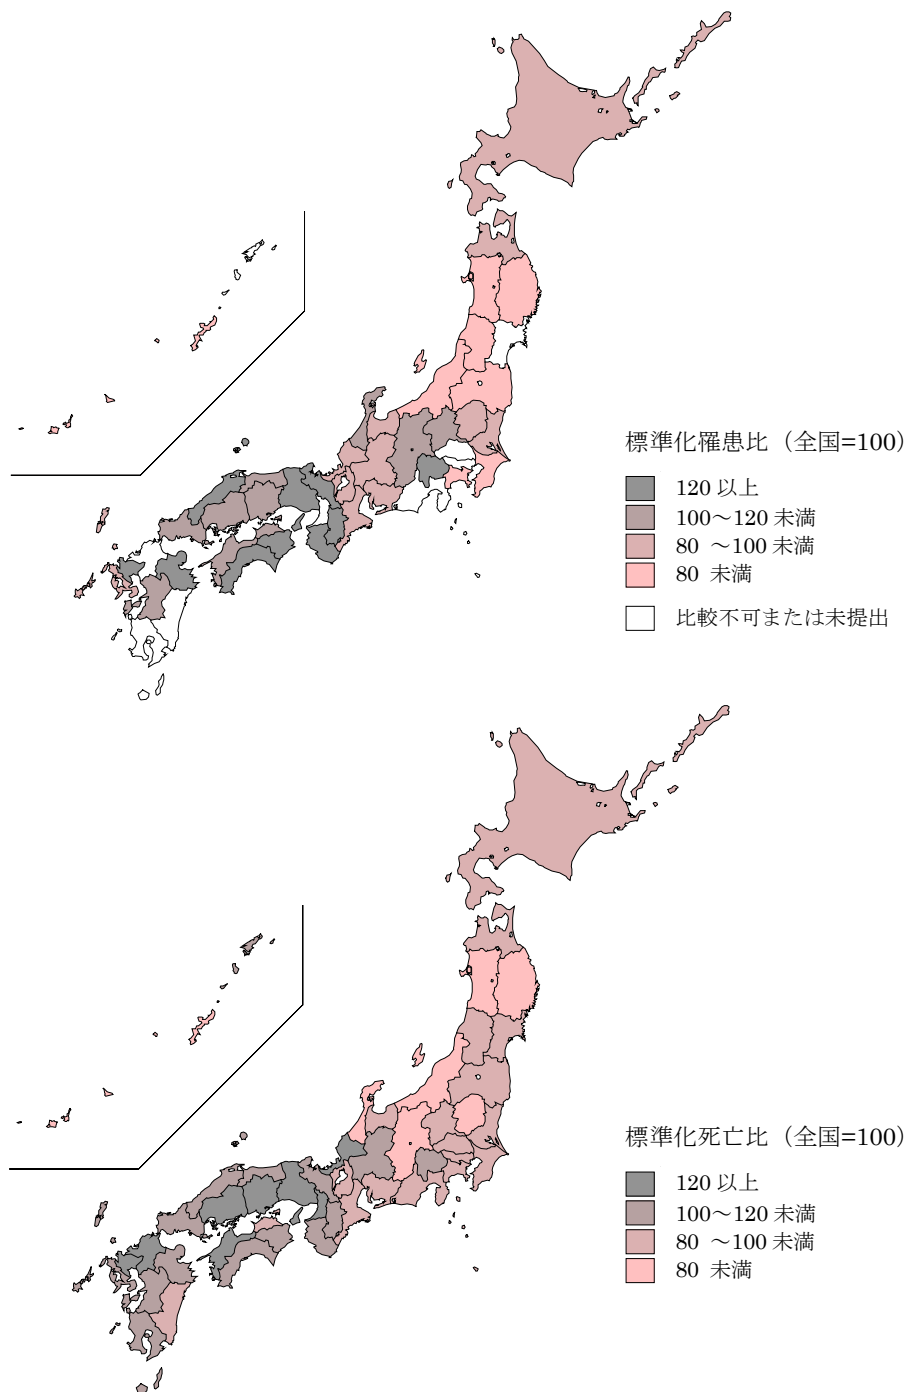 標準化罹患比（全国=100）
120 以上
100～120 未満
80 ～100 未満
80 未満
比較不可または未提出
標準化死亡比（全国=100）
120 以上
100～120 未満
80 ～100 未満
80 未満